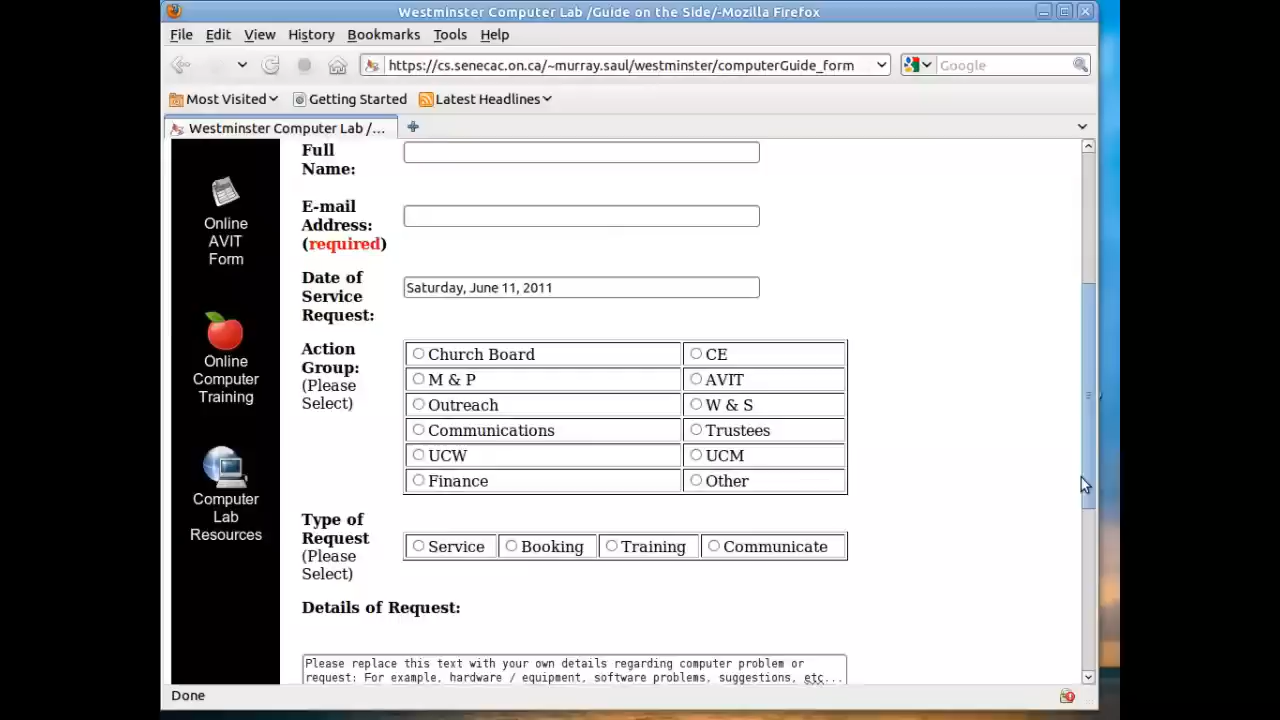 Westminster Computer Lab /Guide on the Side/-Mozilla Firefox
File Edit View History Bookmarks Tools Help
https://cs.senecac.on.ca/~murray.saul/westminster/computerGuide_form Google
Most Visited Getting Started Latest Headlines
Westminster Computer Lab /...
Online
AVIT
Form
Online
Computer
Training
Computer
Lab
Resources
Full
Name:
E-mail
Address:
(required)
Date of
Service
Request:
Saturday, June 11, 2011
Action
Group:
(Please
Select)
Church Board CE
M & P AVIT
Outreach W & S
Communications Trustees
UCW UCM
Finance Other
Type of
Request
(Please
Select)
Service Booking Training Communicate
Details of Request:
Please replace this text with your own details regarding computer problem or
request: For example, hardware / equipment, software problems, suggestions, etc...
Done